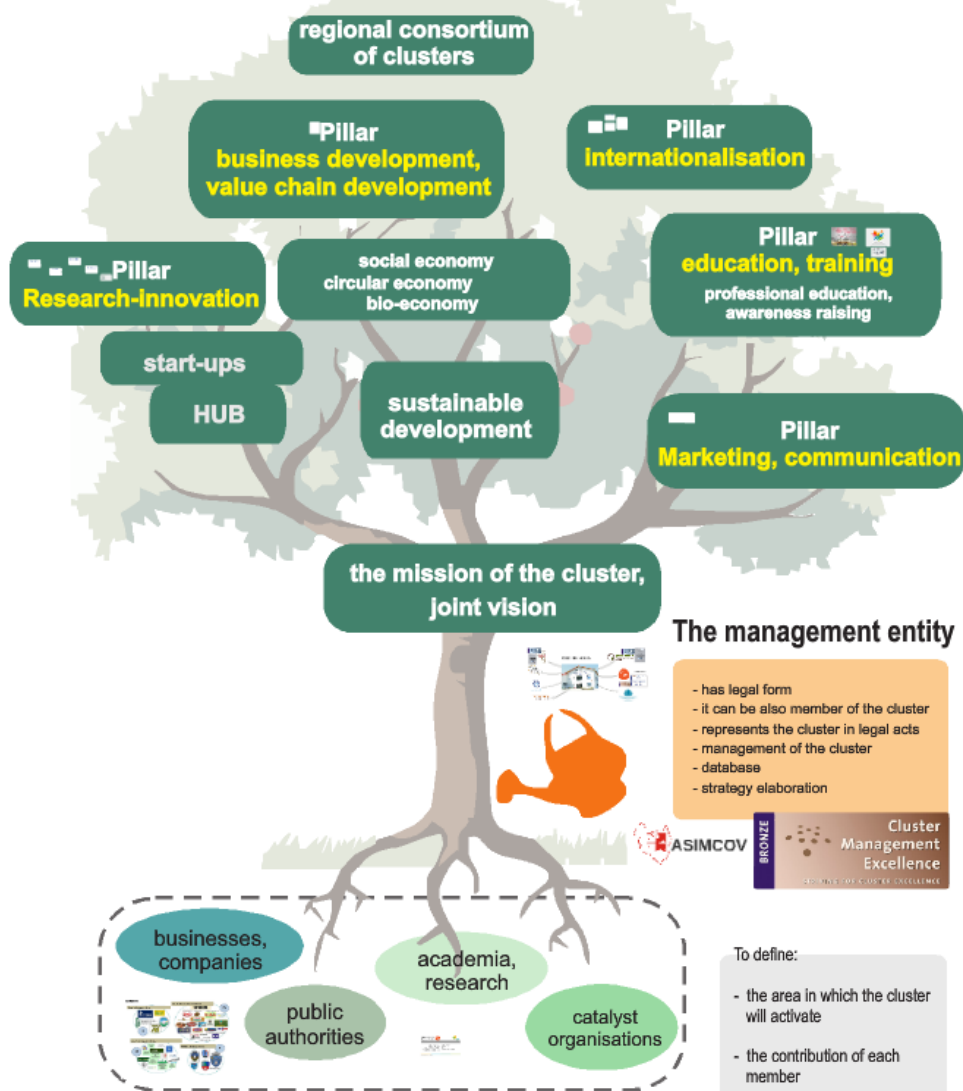 regional consortium
of clusters
Pillar
business development,
value chain development
Pillar
internationalisation
Pillar
education, training
professional education,
awareness raising
Pillar
Research-innovation
social economy
circular economy
bio-economy
start-ups
HUB
sustainable
development
Pillar
Marketing, communication
the mission of the cluster,
joint vision
The management entity
- has legal form
- it can be also member of the cluster
- represents the cluster in legal acts
- management of the cluster
- database
- strategy elaboration
ASIMCOV
BRONZE
Cluster
Management
Excellence
businesses,
companies
academia,
research
public
authorities
catalyst
organisations
To define:
- the area in which the cluster
will activate
- the contribution of each
member